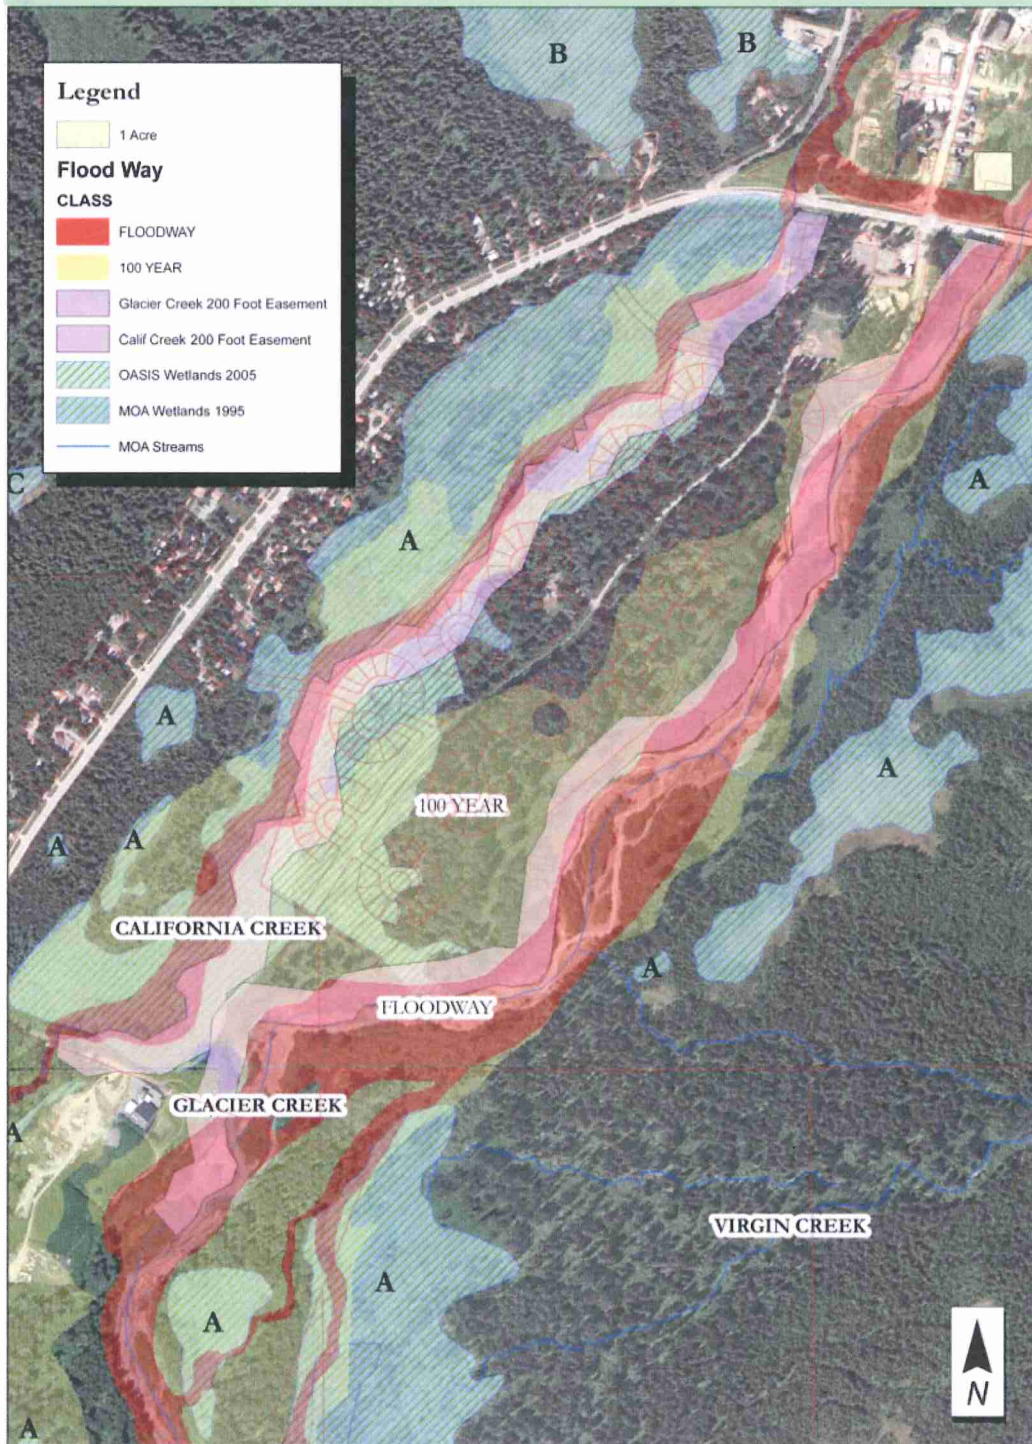 Legend
1 Acre
Flood Way
CLASS
FLOODWAY
100 YEAR
Glacier Creek 200 Foot Easement
Calif Creek 200 Foot Easement
OASIS Wetlands 2005
MOA Wetlands 1995
MOA Streams
B
B
C
A
A
A
A
A
A
100 YEAR
CALIFORNIA CREEK
A
FLOODWAY
GLACIER CREEK
A
VIRGIN CREEK
A
A
A
N